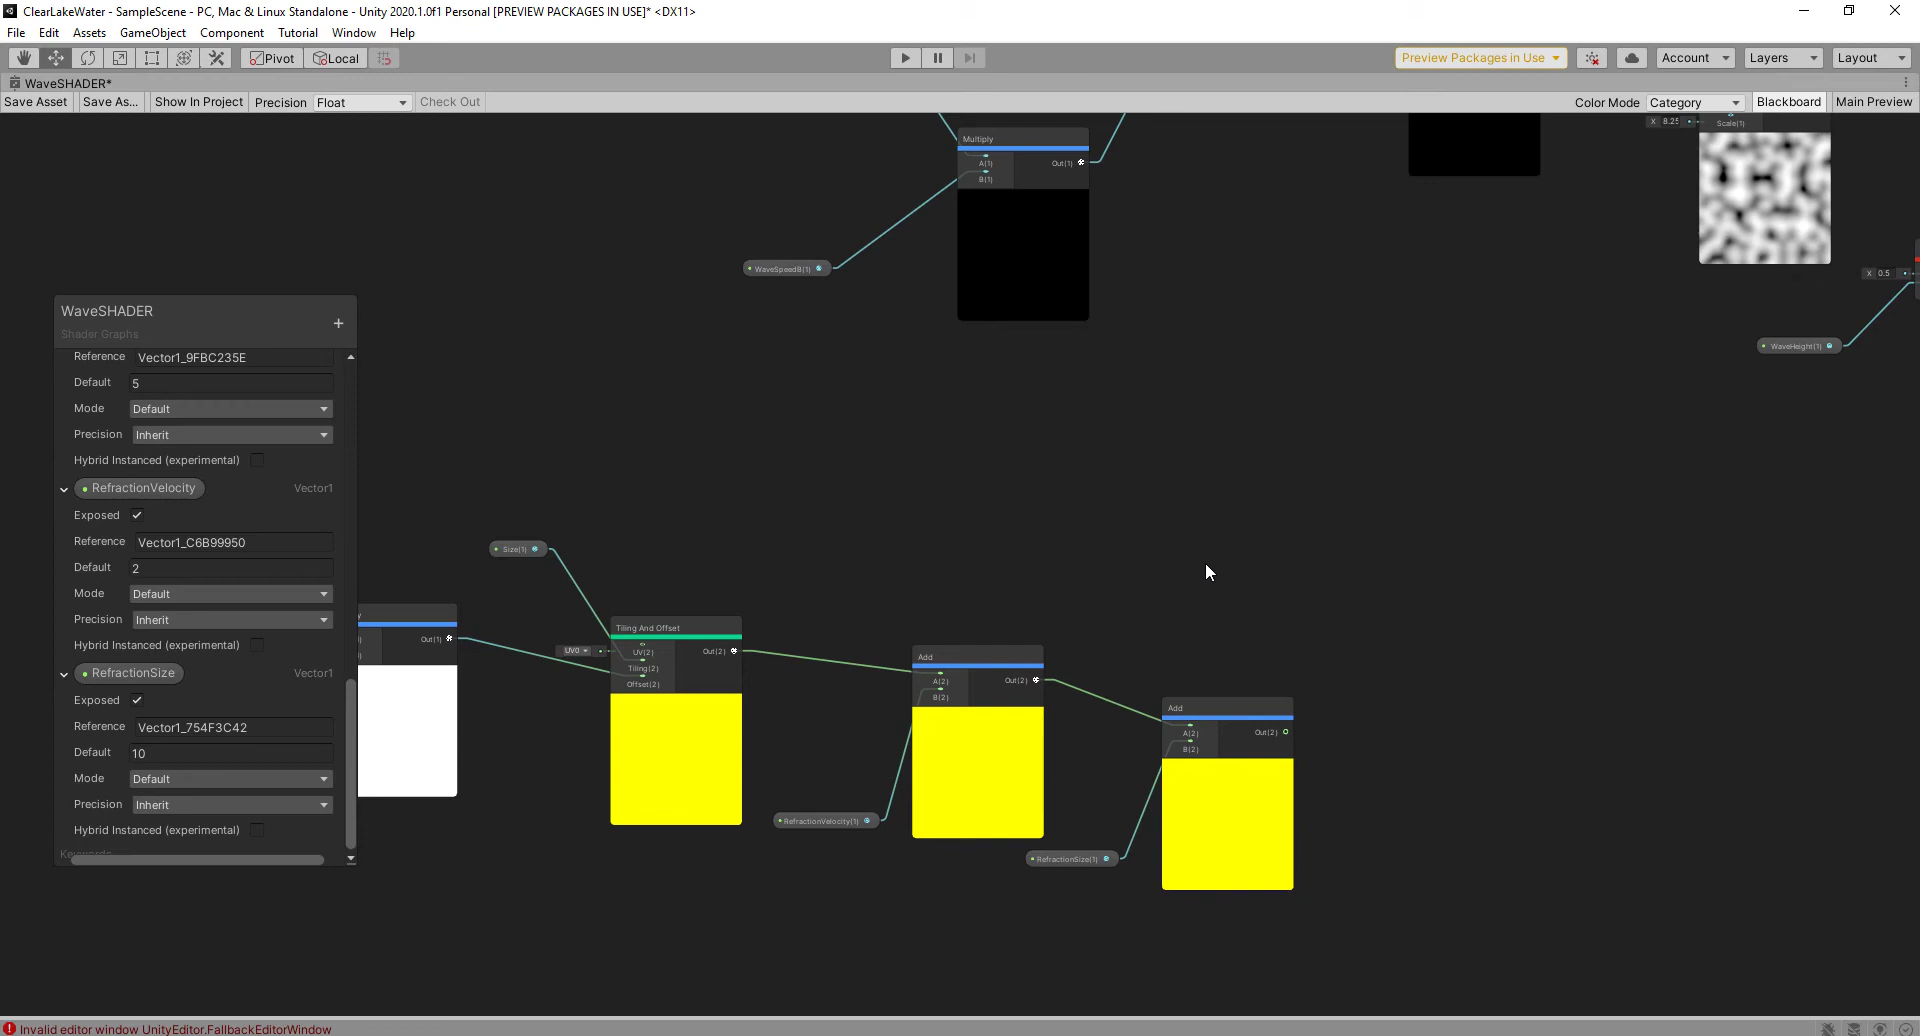 ClearLakeWater - SampleScene - PC, Mac & Linux Standalone - Unity 2020.1.0f1 Personal [PREVIEW PACKAGES IN USE]* <DX11>
File Edit Assets GameObject Component Tutorial Window Help
Pivot Local Preview Packages in Use Account Layers Layout
WaveSHADER*
Save Asset Save As... Show In Project Precision Float Check Out Color Mode Category Blackboard Main Preview
X 8.25 Scale(1)
Multiply
A(1) Out(1)
B(1)
WaveSpeedB(1)
X 0.5
WaveHeight(1)
WaveSHADER
Shader Graphs
Reference Vector1_9FBC235E
Default 5
Mode Default
Precision Inherit
Hybrid Instanced (experimental)
RefractionVelocity Vector1
Exposed
Reference Vector1_C6B99950
Default 2
Mode Default
Precision Inherit
Hybrid Instanced (experimental)
RefractionSize Vector1
Exposed
Reference Vector1_754F3C42
Default 10
Mode Default
Precision Inherit
Hybrid Instanced (experimental)
Keywords
Size(1)
Out(1)
Tiling And Offset
UV0 UV(2) Out(2)
Tiling(2)
Offset(2)
Add
A(2) Out(2)
B(2)
RefractionVelocity(1)
Add
A(2) Out(2)
B(2)
RefractionSize(1)
Invalid editor window UnityEditor.FallbackEditorWindow